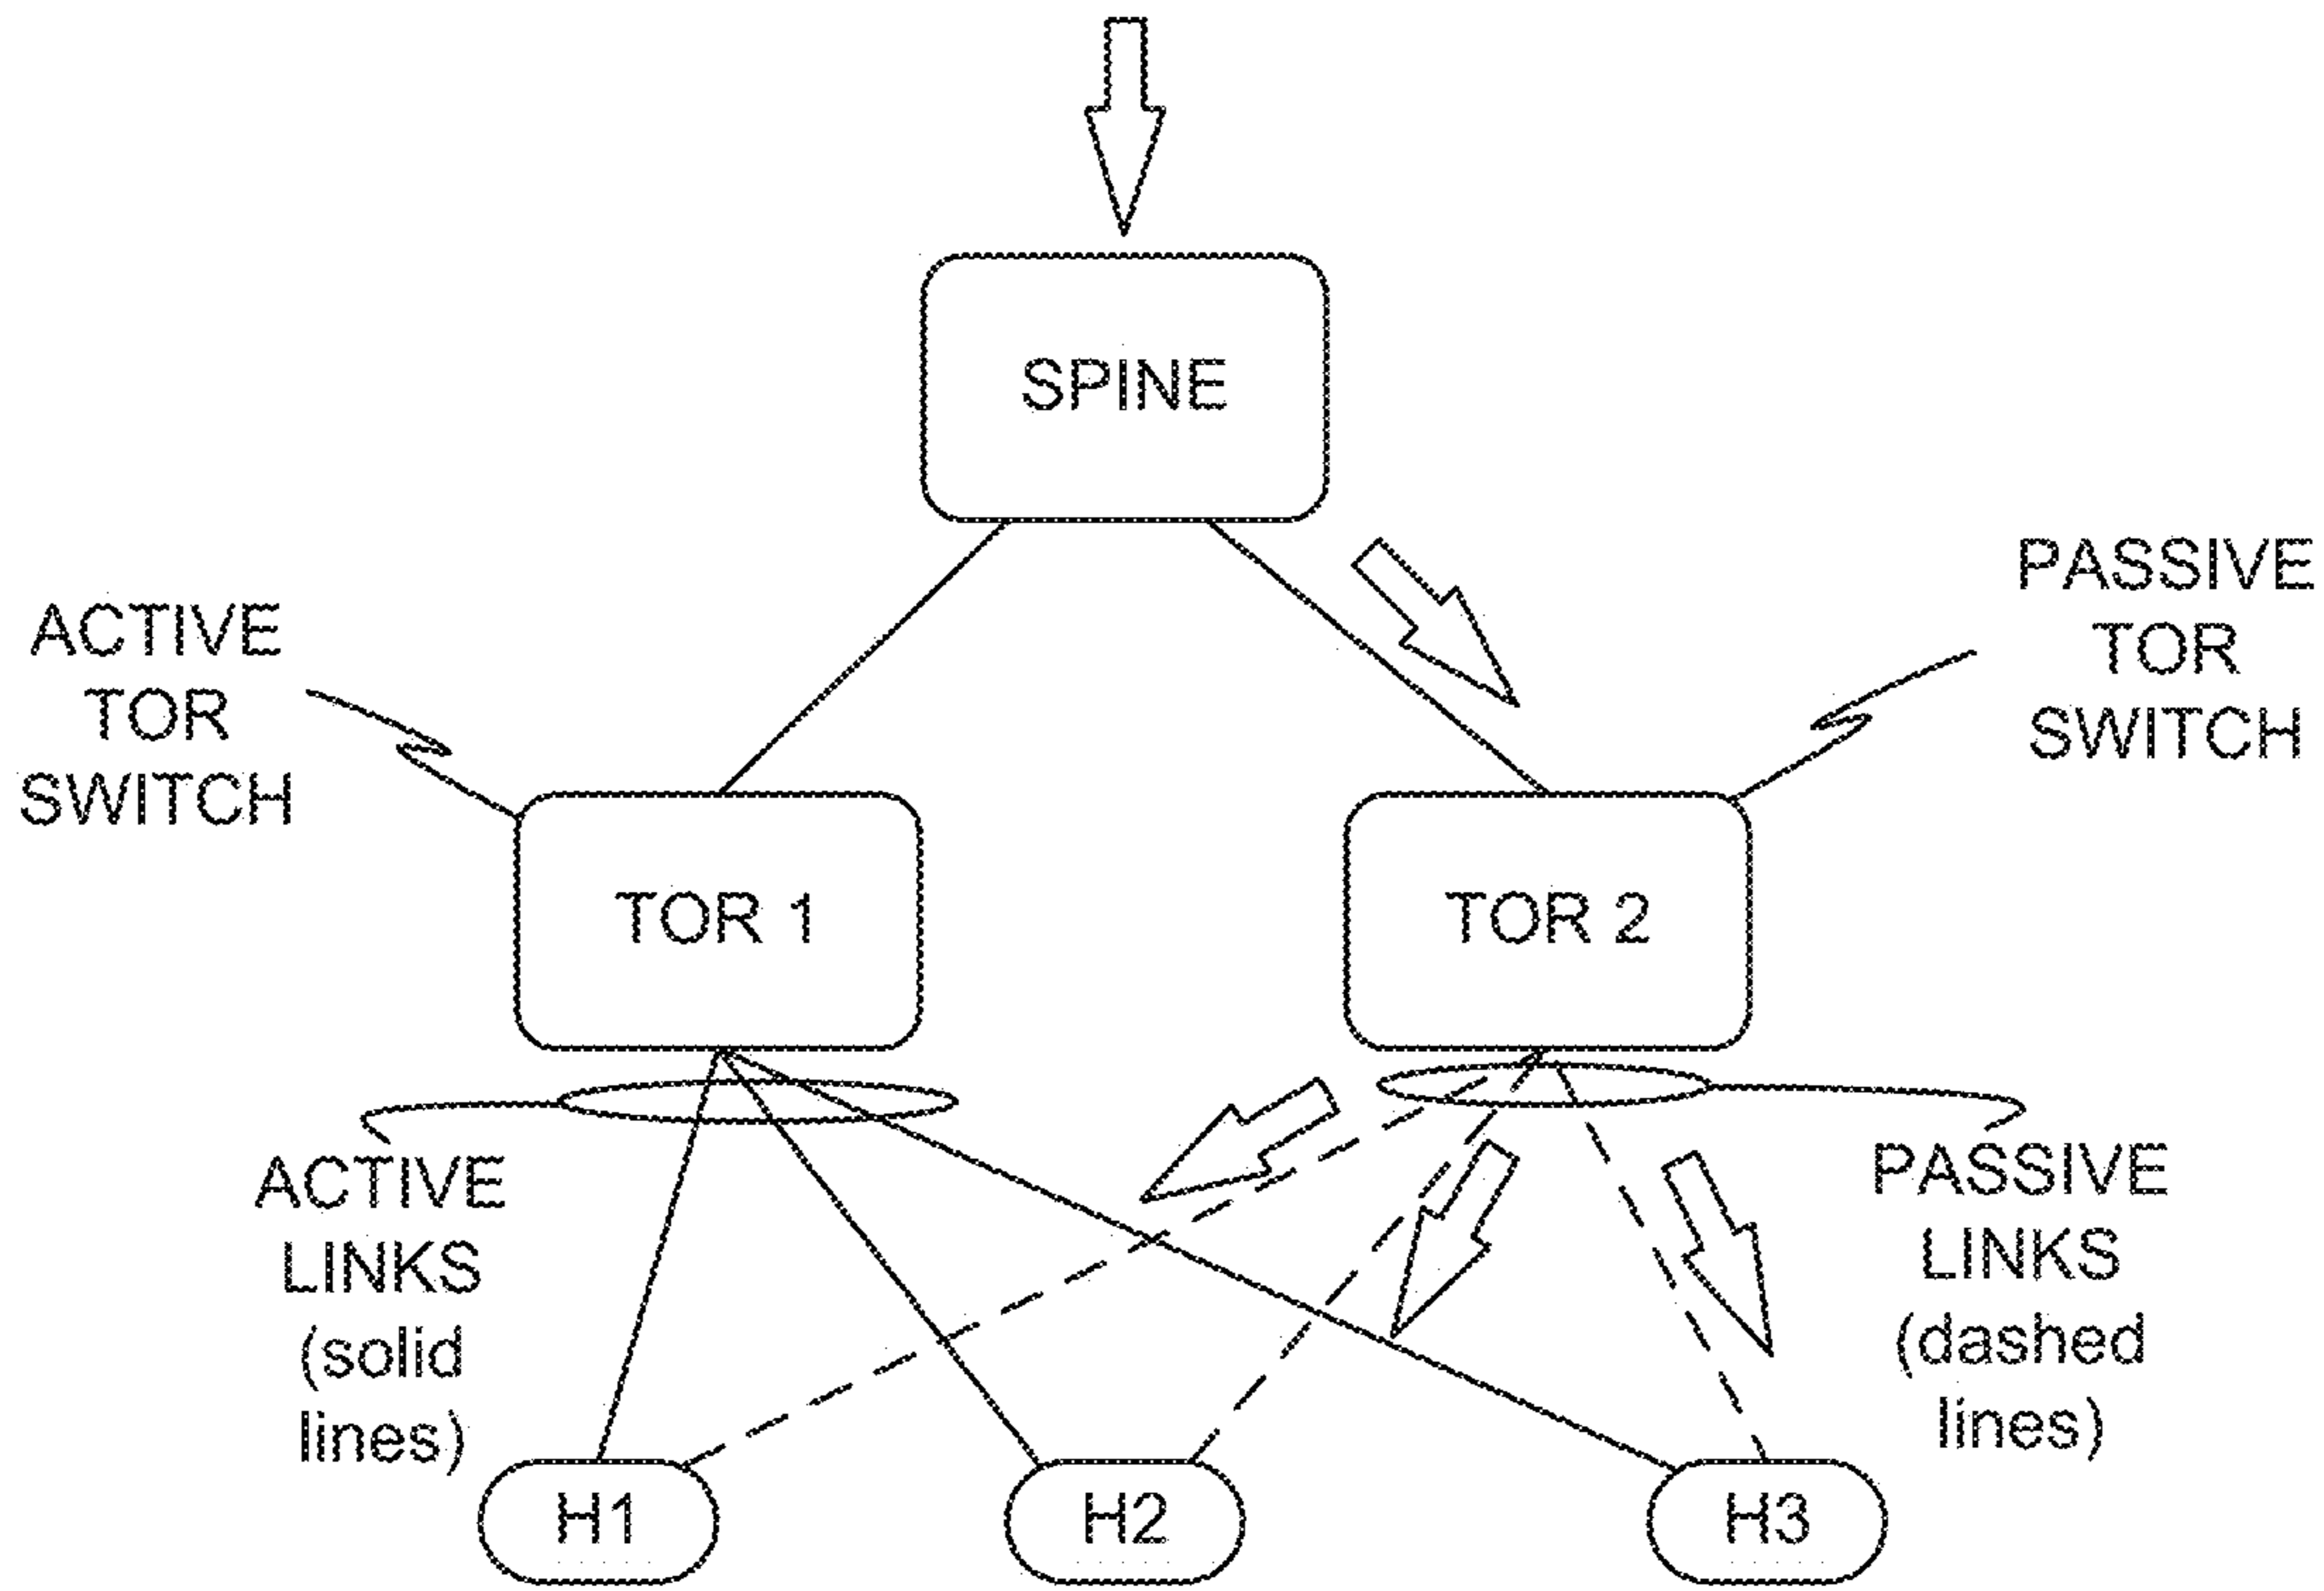 SPINE
ACTIVE
TOR
SWITCH
PASSIVE
TOR
SWITCH
TOR 1
TOR 2
ACTIVE
LINKS
(solid
lines)
PASSIVE
LINKS
(dashed
lines)
H1
H2
H3